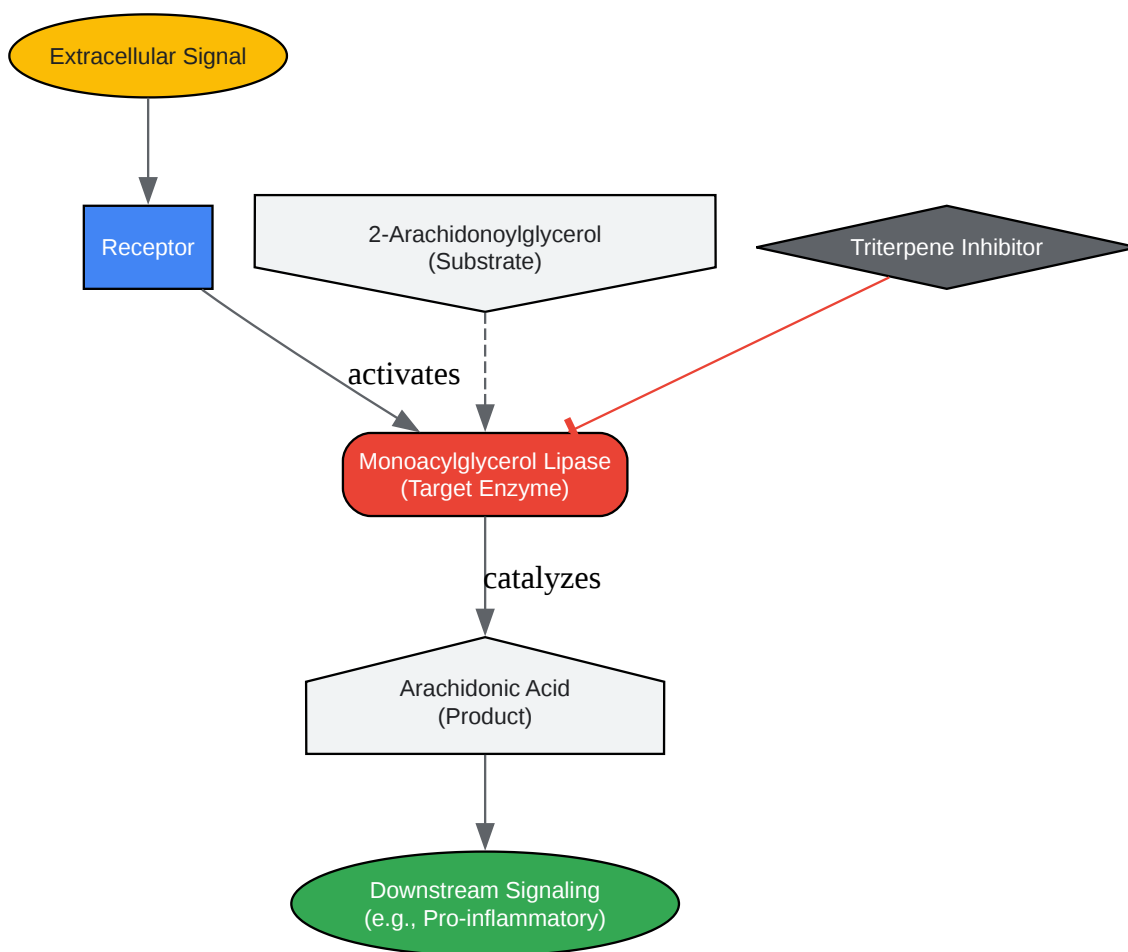 Extracellular Signal
Receptor
2-Arachidonoylglycerol
(Substrate)
Triterpene Inhibitor
activates
Monoacylglycerol Lipase
(Target Enzyme)
catalyzes
Arachidonic Acid
(Product)
Downstream Signaling
(e.g., Pro-inflammatory)